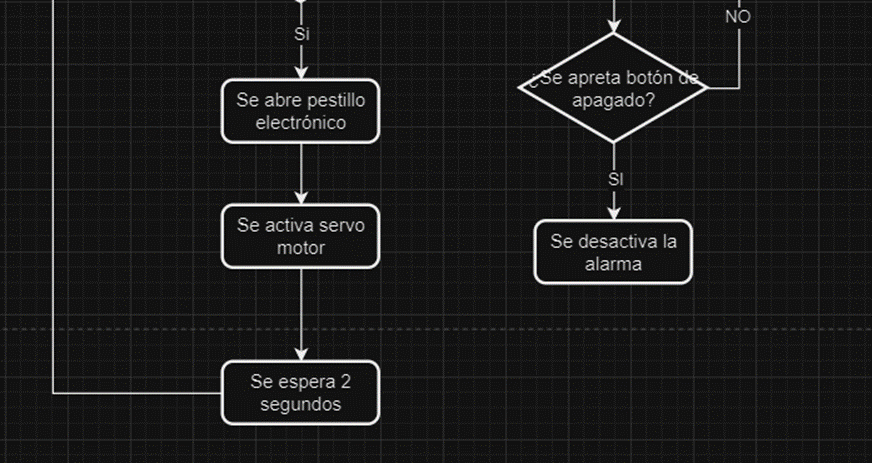 Si
Se abre pestillo
electrónico
Se activa servo
motor
Se espera 2
segundos
NO
¿Se apreta botón de
apagado?
SI
Se desactiva la
alarma